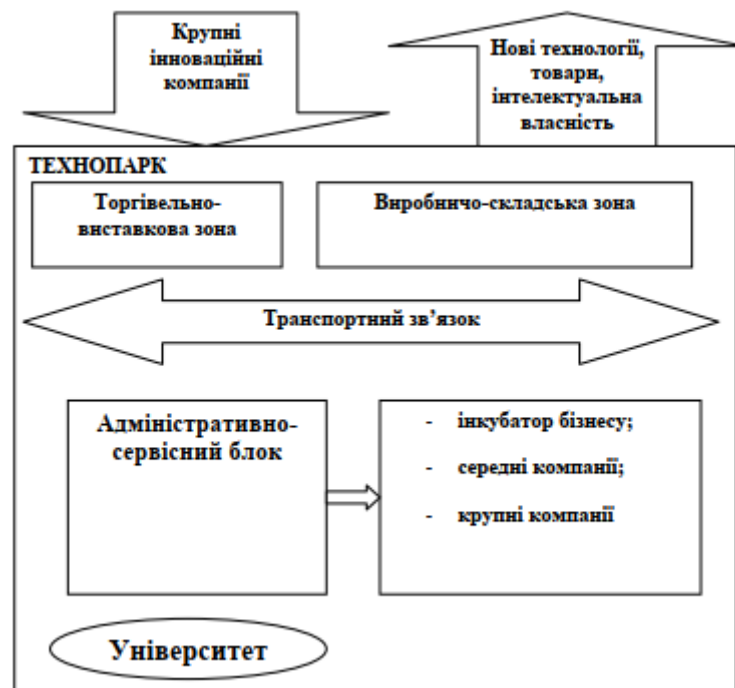 Крупні
інноваційні
компанії
Нові технології,
товари,
інтелектуальна
власність
ТЕХНОПАРК
Торгівельно-
виставкова зона
Виробничо-складська зона
Транспортний зв’язок
Адміністративно-
сервісний блок
- інкубатор бізнесу;
- середні компанії;
- крупні компанії
Університет